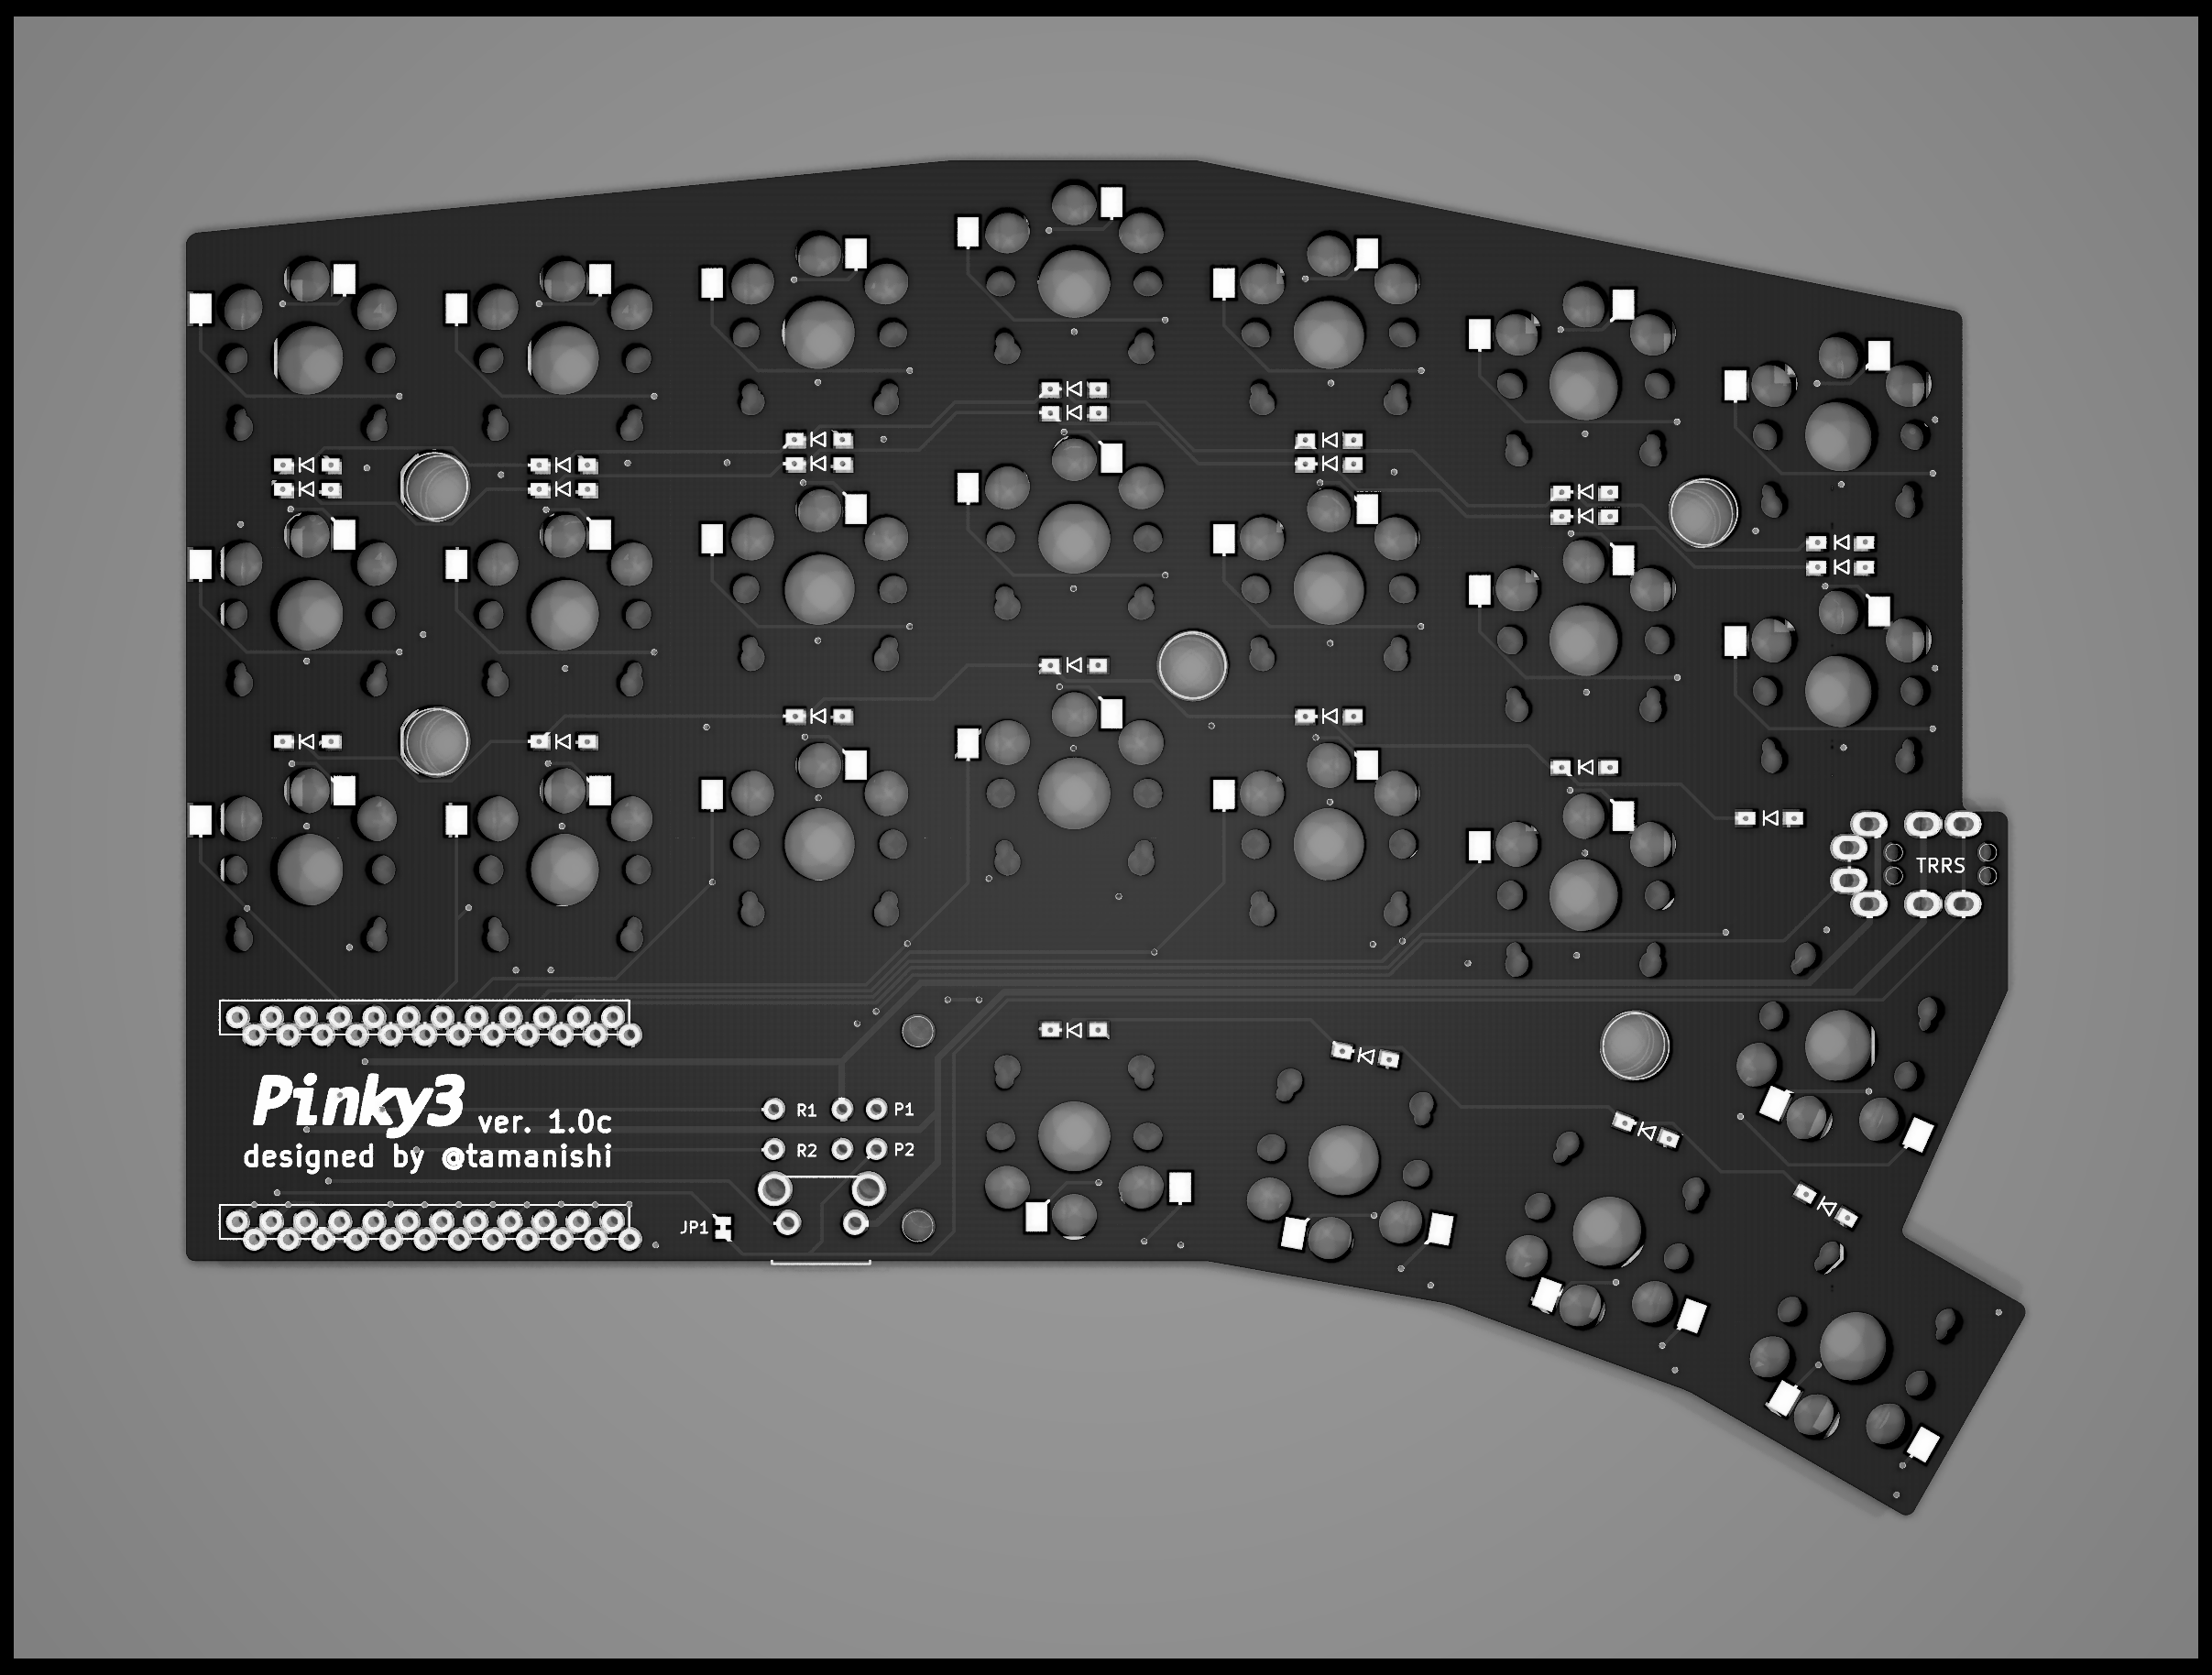 TRRS
Pinky3 ver. 1.0c
designed by @tamanishi
R1 P1
R2 P2
JP1